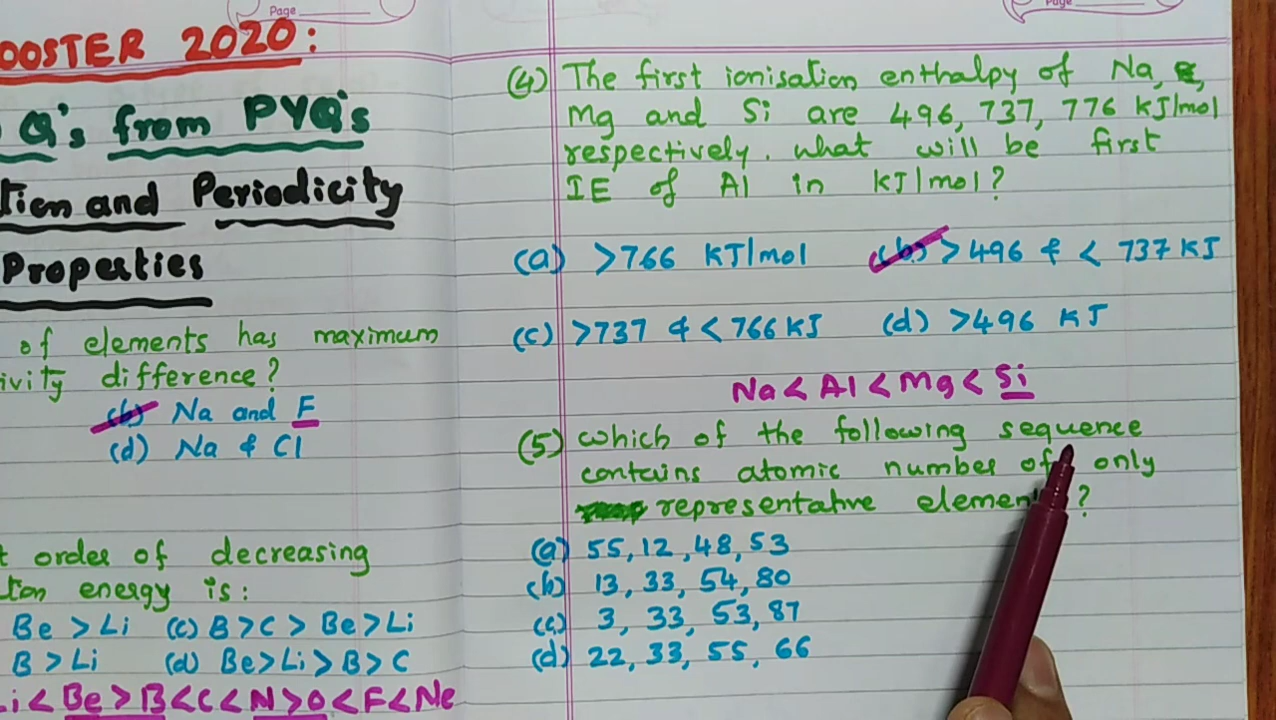 Page
OOSTER 2020:
Q's from PYQ's
tion and Periodicity
Properties
of elements has maximum
ivity difference?
(b) Na and F
(d) Na & Cl
t order of decreasing
tion energy is:
Be > Li (c) B > C > Be > Li
B > Li (d) Be > Li > B > C
Li < Be > B < C < N > O < F < Ne
Page
(4) The first ionisation enthalpy of Na,
Mg and Si are 496, 737, 776 KJ/mol
respectively. what will be first
IE of Al in KJ/mol?
(a) >766 KJ/mol (b) >496 & < 737 KJ
(c) >737 & < 766 KJ (d) >496 KJ
Na < Al < Mg < Si
(5) which of the following sequence
contains atomic number of only
representative element ?
(a) 55, 12, 48, 53
(b) 13, 33, 54, 80
(c) 3, 33, 53, 87
(d) 22, 33, 55, 66